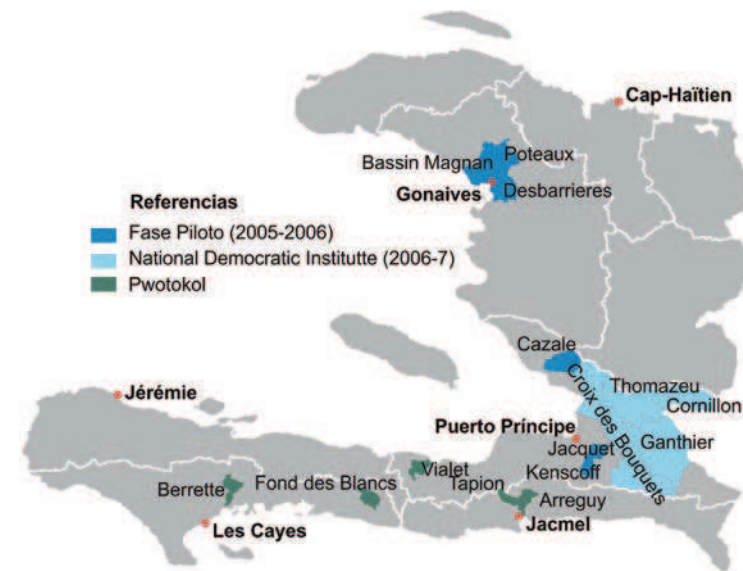 Cap-Haïtien
Poteaux
Bassin Magnan
Gonaives
Desbarrieres
Referencias
Fase Piloto (2005-2006)
National Democratic Institutte (2006-7)
Pwotokol
Cazale
Croix des Bouquets
Thomazeu
Cornillon
Jérémie
Puerto Príncipe
Jacquet
Ganthier
Kenscoff
Vialet
Tapion
Berrette
Fond des Blancs
Arreguy
Les Cayes
Jacmel